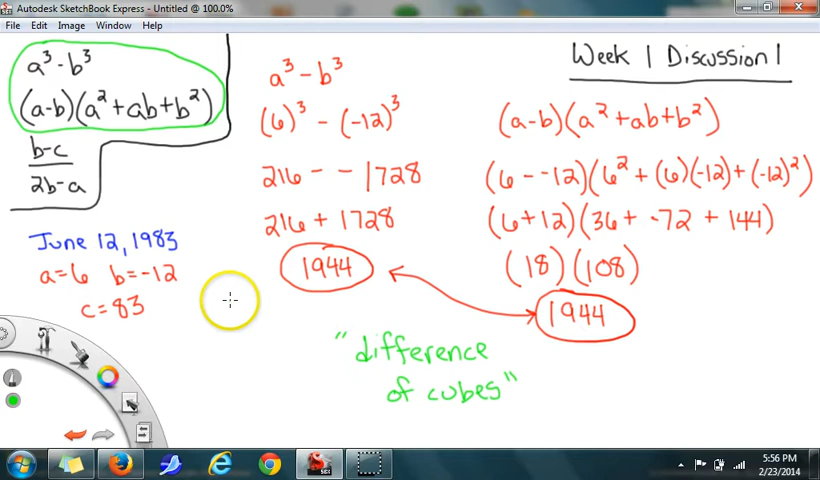 Autodesk SketchBook Express - Untitled @ 100.0%
File Edit Image Window Help
a³-b³
(a-b)(a²+ab+b²)
b-c
2b-a
June 12, 1983
a=6 b=-12
c=83
a³-b³
(6)³ - (-12)³
216 - - 1728
216 + 1728
1944
"difference
of cubes"
Week 1 Discussion 1
(a-b)(a²+ab+b²)
(6--12)(6²+(6)(-12)+(-12)²)
(6+12)(36+-72+144)
(18)(108)
1944
5:56 PM
2/23/2014